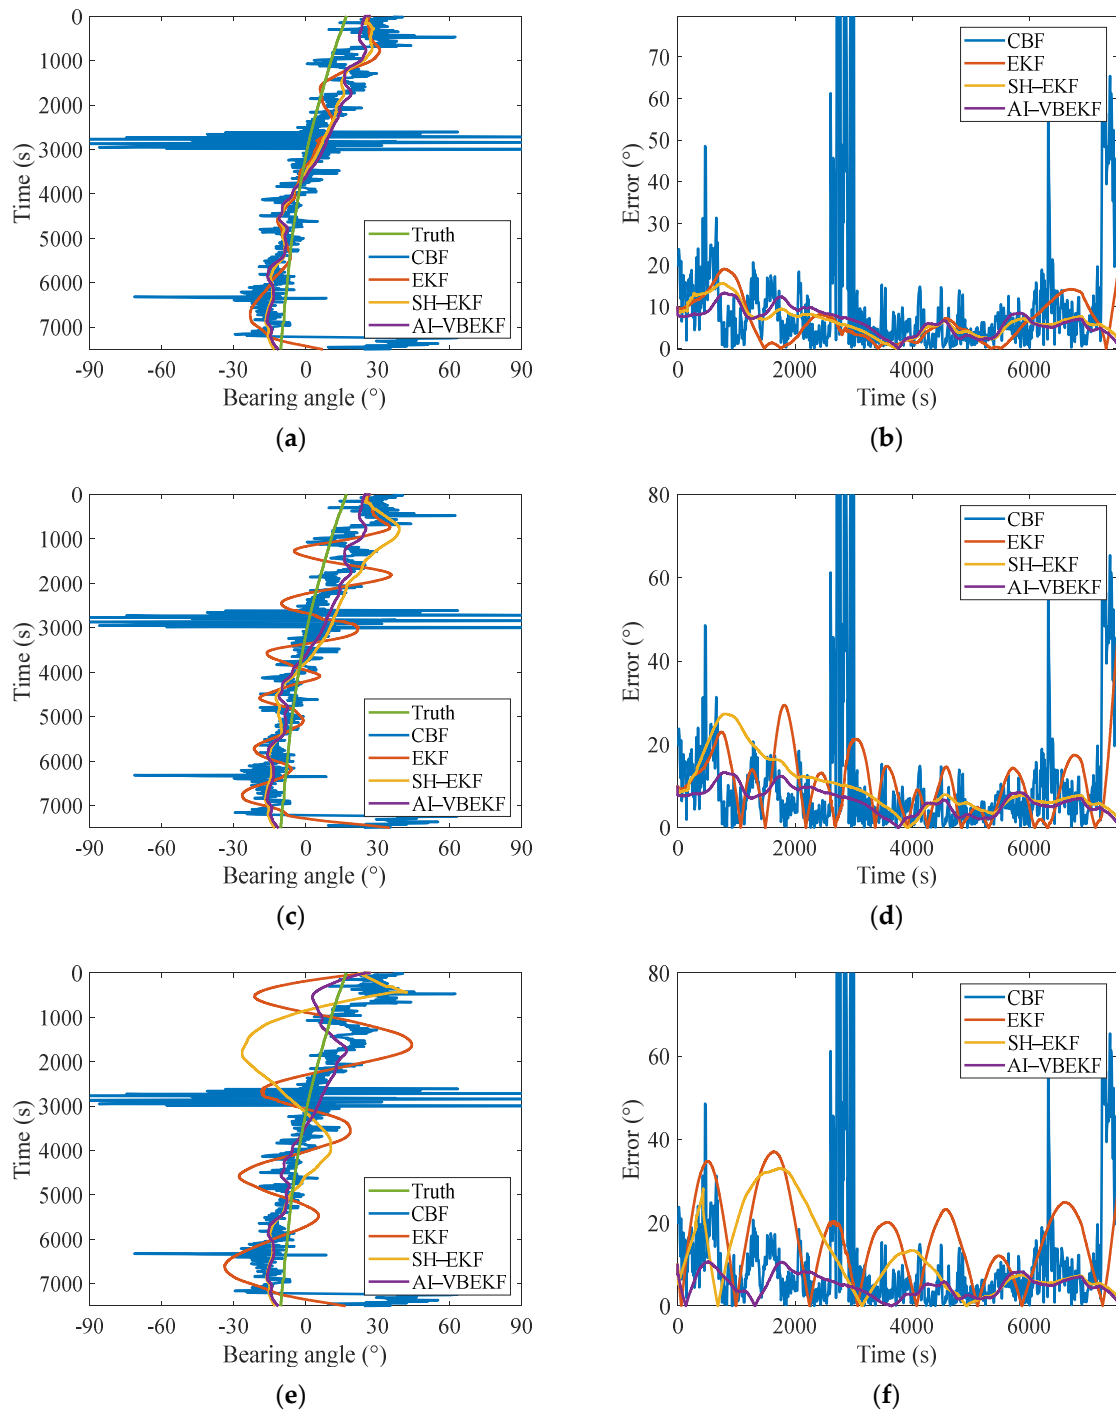 0
1000
2000
3000
4000
5000
6000
7000
Time (s)
-90
-60
-30
0
30
60
90
Bearing angle (°)
Truth
CBF
EKF
SH–EKF
AI–VBEKF
(a)
70
60
50
40
30
20
10
0
Error (°)
0
2000
4000
6000
Time (s)
CBF
EKF
SH–EKF
AI–VBEKF
(b)
0
1000
2000
3000
4000
5000
6000
7000
Time (s)
-90
-60
-30
0
30
60
90
Bearing angle (°)
Truth
CBF
EKF
SH–EKF
AI–VBEKF
(c)
80
60
40
20
0
Error (°)
0
2000
4000
6000
Time (s)
CBF
EKF
SH–EKF
AI–VBEKF
(d)
0
1000
2000
3000
4000
5000
6000
7000
Time (s)
-90
-60
-30
0
30
60
90
Bearing angle (°)
Truth
CBF
EKF
SH–EKF
AI–VBEKF
(e)
80
60
40
20
0
Error (°)
0
2000
4000
6000
Time (s)
CBF
EKF
SH–EKF
AI–VBEKF
(f)